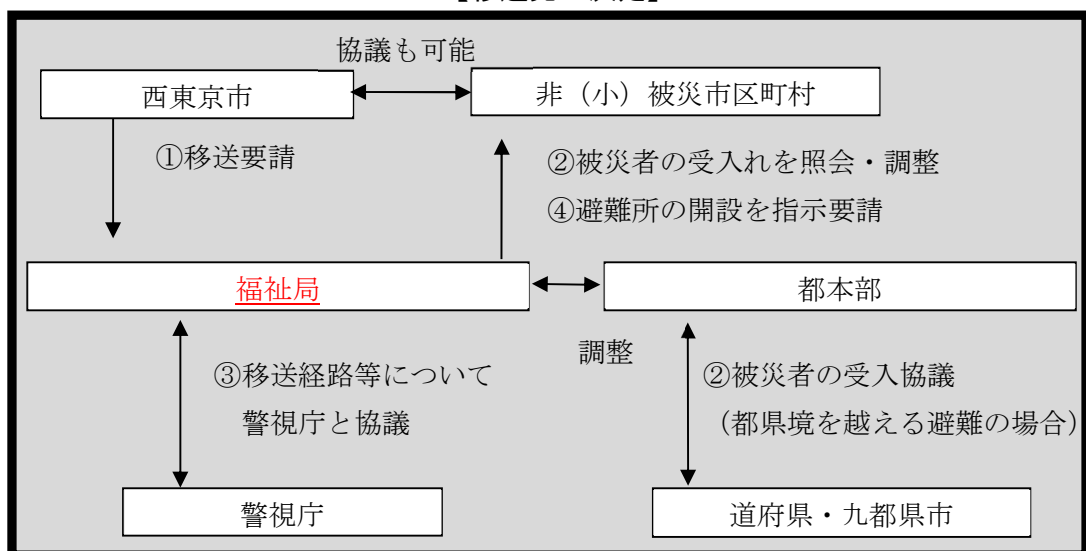 協議も可能
西東京市
非（小）被災市区町村
①移送要請
②被災者の受入れを照会・調整
④避難所の開設を指示要請
福祉局
都本部
調整
③移送経路等について
警視庁と協議
②被災者の受入協議
（都県境を越える避難の場合）
警視庁
道府県・九都県市